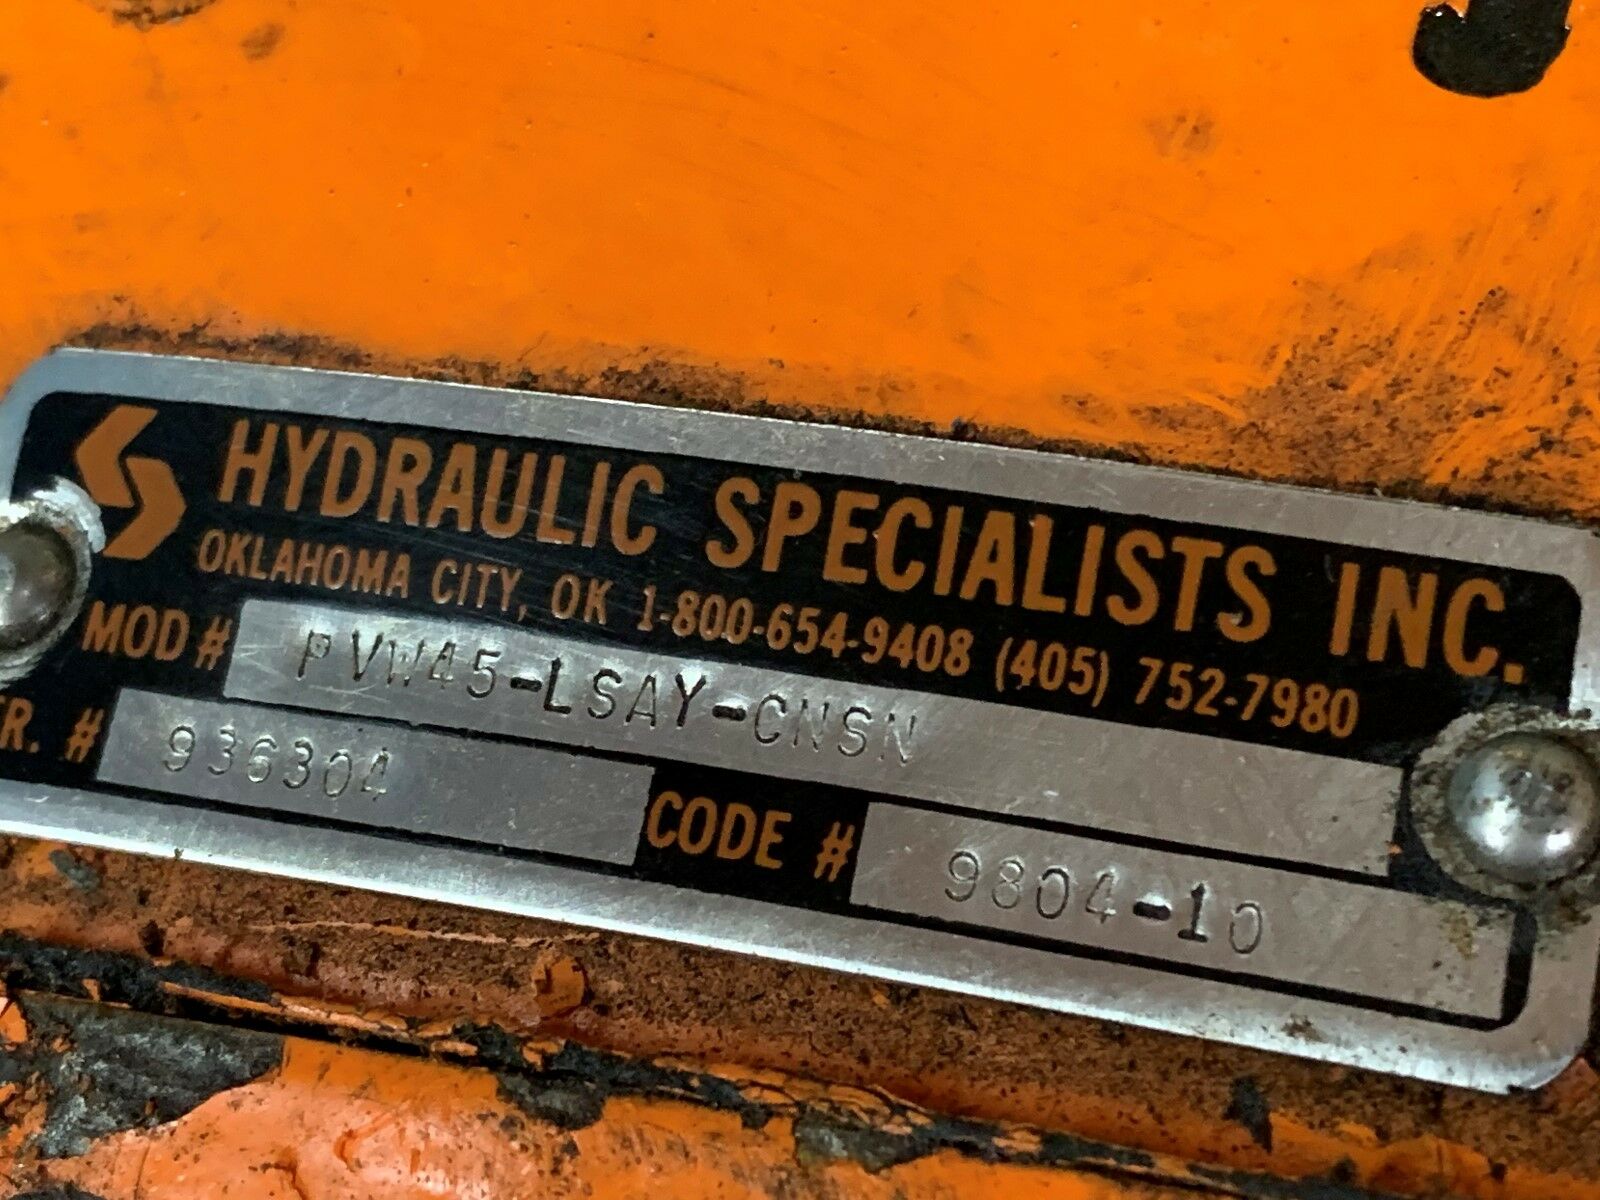 HYDRAULIC SPECIALISTS INC.
OKLAHOMA CITY, OK 1-800-654-9408 (405) 752-7980
MOD # PVW45-LSAY-CNSN
ER. # 936304 CODE # 9804-10